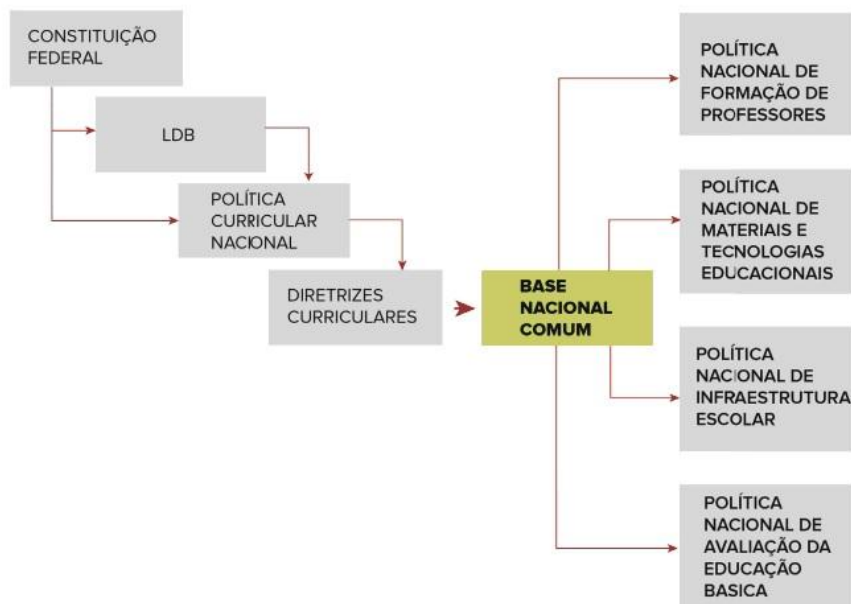 CONSTITUIÇÃO
FEDERAL
LDB
POLÍTICA
CURRICULAR
NACIONAL
DIRETRIZES
CURRICULARES
BASE
NACIONAL
COMUM
POLÍTICA
NACIONAL DE
FORMAÇÃO DE
PROFESSORES
POLÍTICA
NACIONAL DE
MATERIAIS E
TECNOLOGIAS
EDUCACIONAIS
POLÍTICA
NACIONAL DE
INFRAESTRUTURA
ESCOLAR
POLÍTICA
NACIONAL DE
AVALIAÇÃO DA
EDUCAÇÃO
BASICA